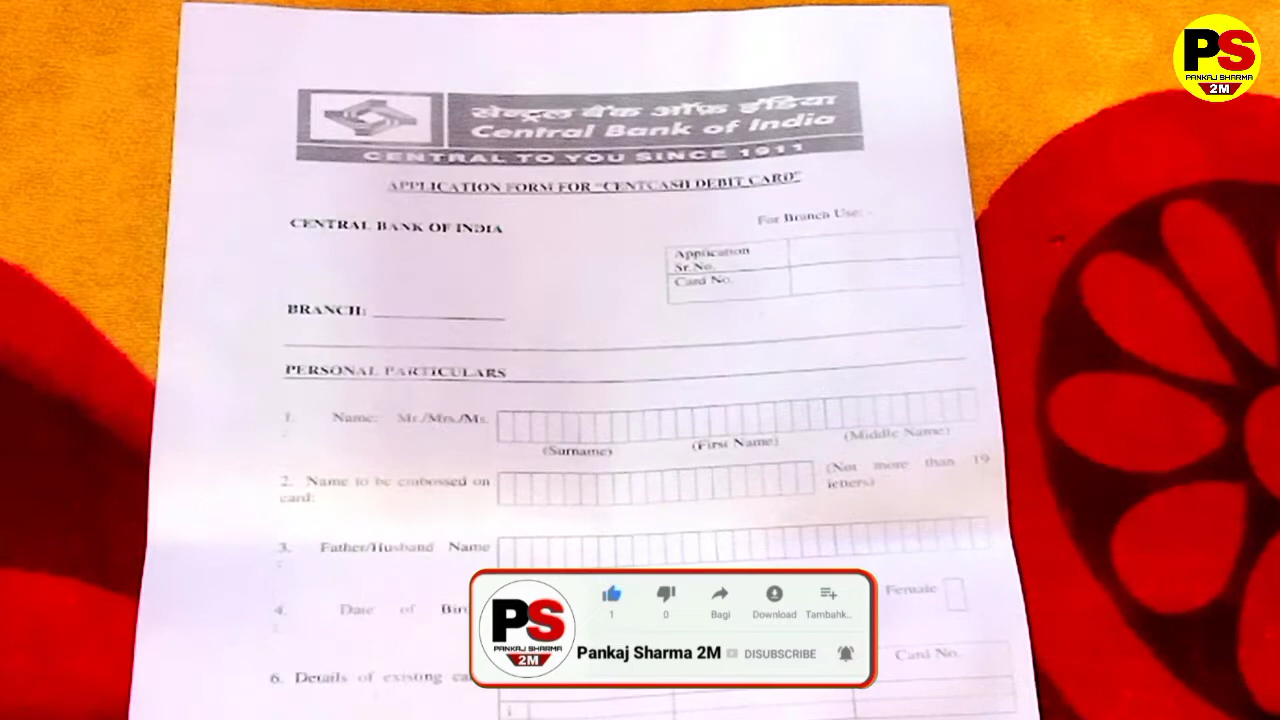 PS
PANKAJ SHARMA
2M
सेन्ट्रल बैंक ऑफ़ इंडिया
Central Bank of India
CENTRAL TO YOU SINCE 1911
APPLICATION FORM FOR "CENTCASH DEBIT CARD"
CENTRAL BANK OF INDIA
For Branch Use: -
Application
Sr.No.
Card No.
BRANCH:
PERSONAL PARTICULARS
1. Name: Mr./Mrs./Ms.
(Surname) (First Name) (Middle Name)
2. Name to be embossed on
card:
(Not more than 19
letters)
3. Father/Husband Name
4. Date of Bir
Female
6. Details of existing ca
Card No.
i
1 0 Bagi Download Tambahk..
PS
PANKAJ SHARMA
2M
Pankaj Sharma 2M DISUBSCRIBE